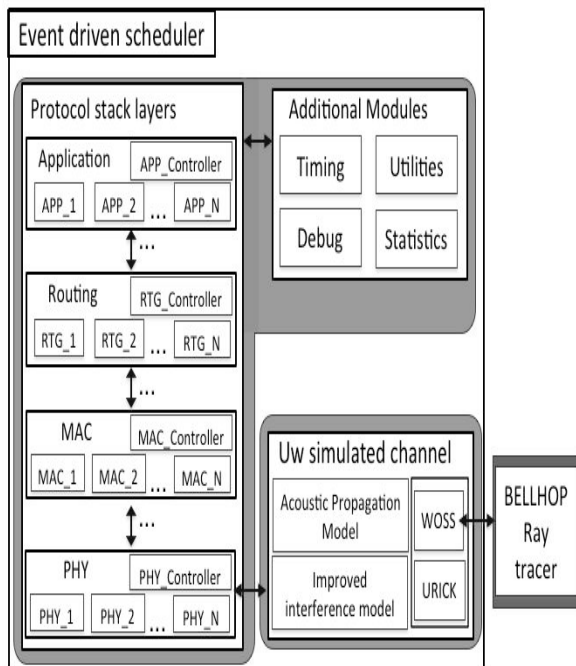 Event driven scheduler
Protocol stack layers
Application
APP_Controller
APP_1
APP_2
...
APP_N
...
Routing
RTG_Controller
RTG_1
RTG_2
...
RTG_N
...
MAC
MAC_Controller
MAC_1
MAC_2
...
MAC_N
...
PHY
PHY_Controller
PHY_1
PHY_2
...
PHY_N
Additional Modules
Timing
Utilities
Debug
Statistics
Uw simulated channel
Acoustic Propagation
Model
Improved
interference model
WOSS
URICK
BELLHOP
Ray
tracer